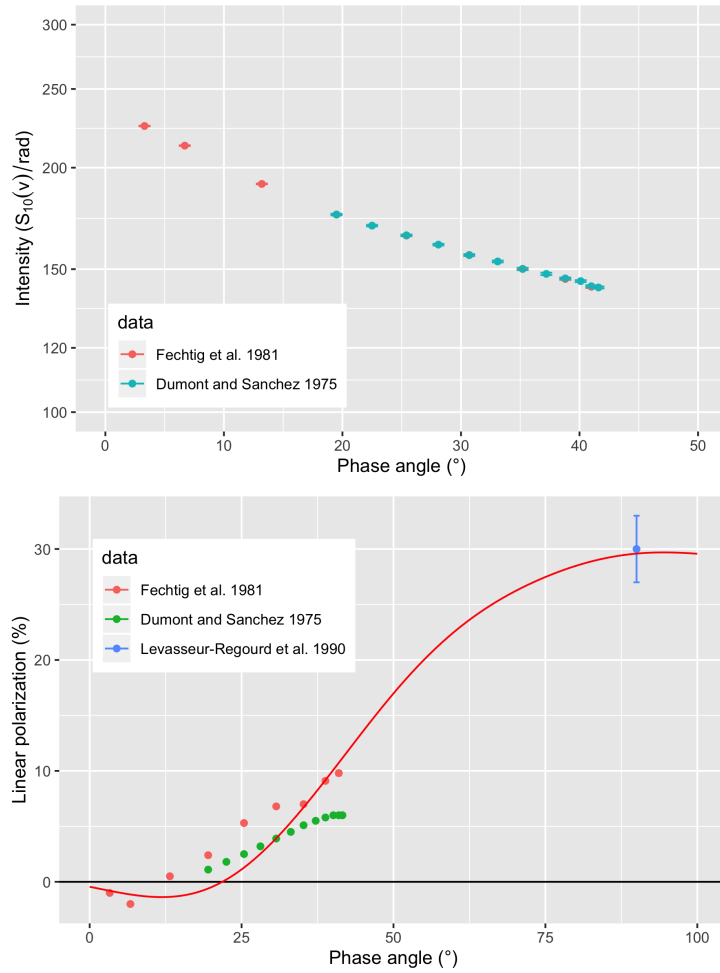 300
250
200
150
120
100
Intensity (S₁₀(v)/rad)
data
Fechtig et al. 1981
Dumont and Sanchez 1975
0 10 20 30 40 50
Phase angle (°)
30
20
10
0
Linear polarization (%)
data
Fechtig et al. 1981
Dumont and Sanchez 1975
Levasseur-Regourd et al. 1990
0 25 50 75 100
Phase angle (°)